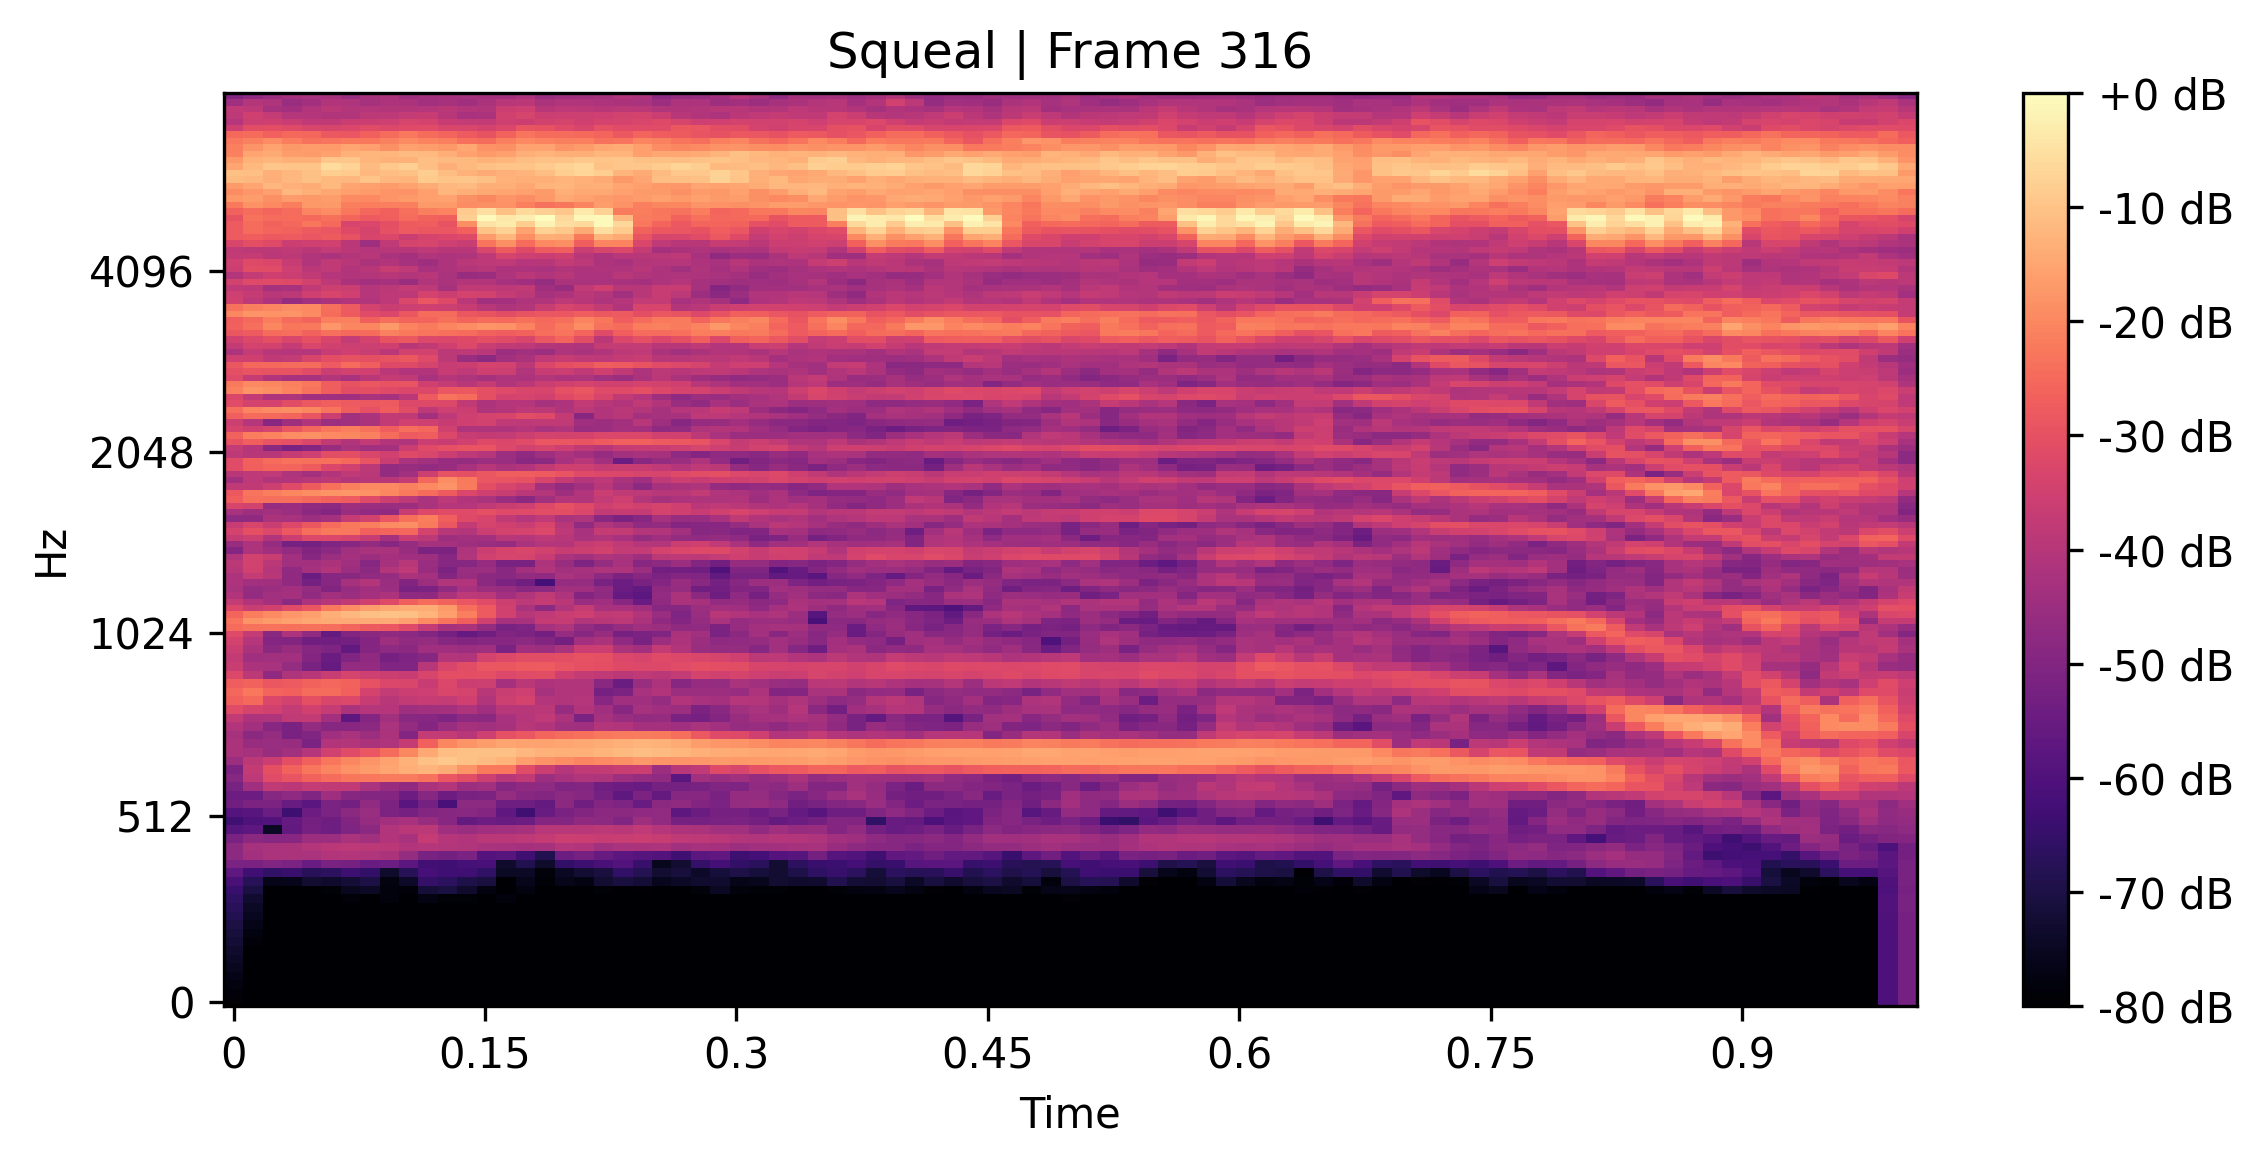 Squeal | Frame 316
+0 dB
-10 dB
-20 dB
-30 dB
-40 dB
-50 dB
-60 dB
-70 dB
-80 dB
Hz
4096
2048
1024
512
0
0 0.15 0.3 0.45 0.6 0.75 0.9
Time